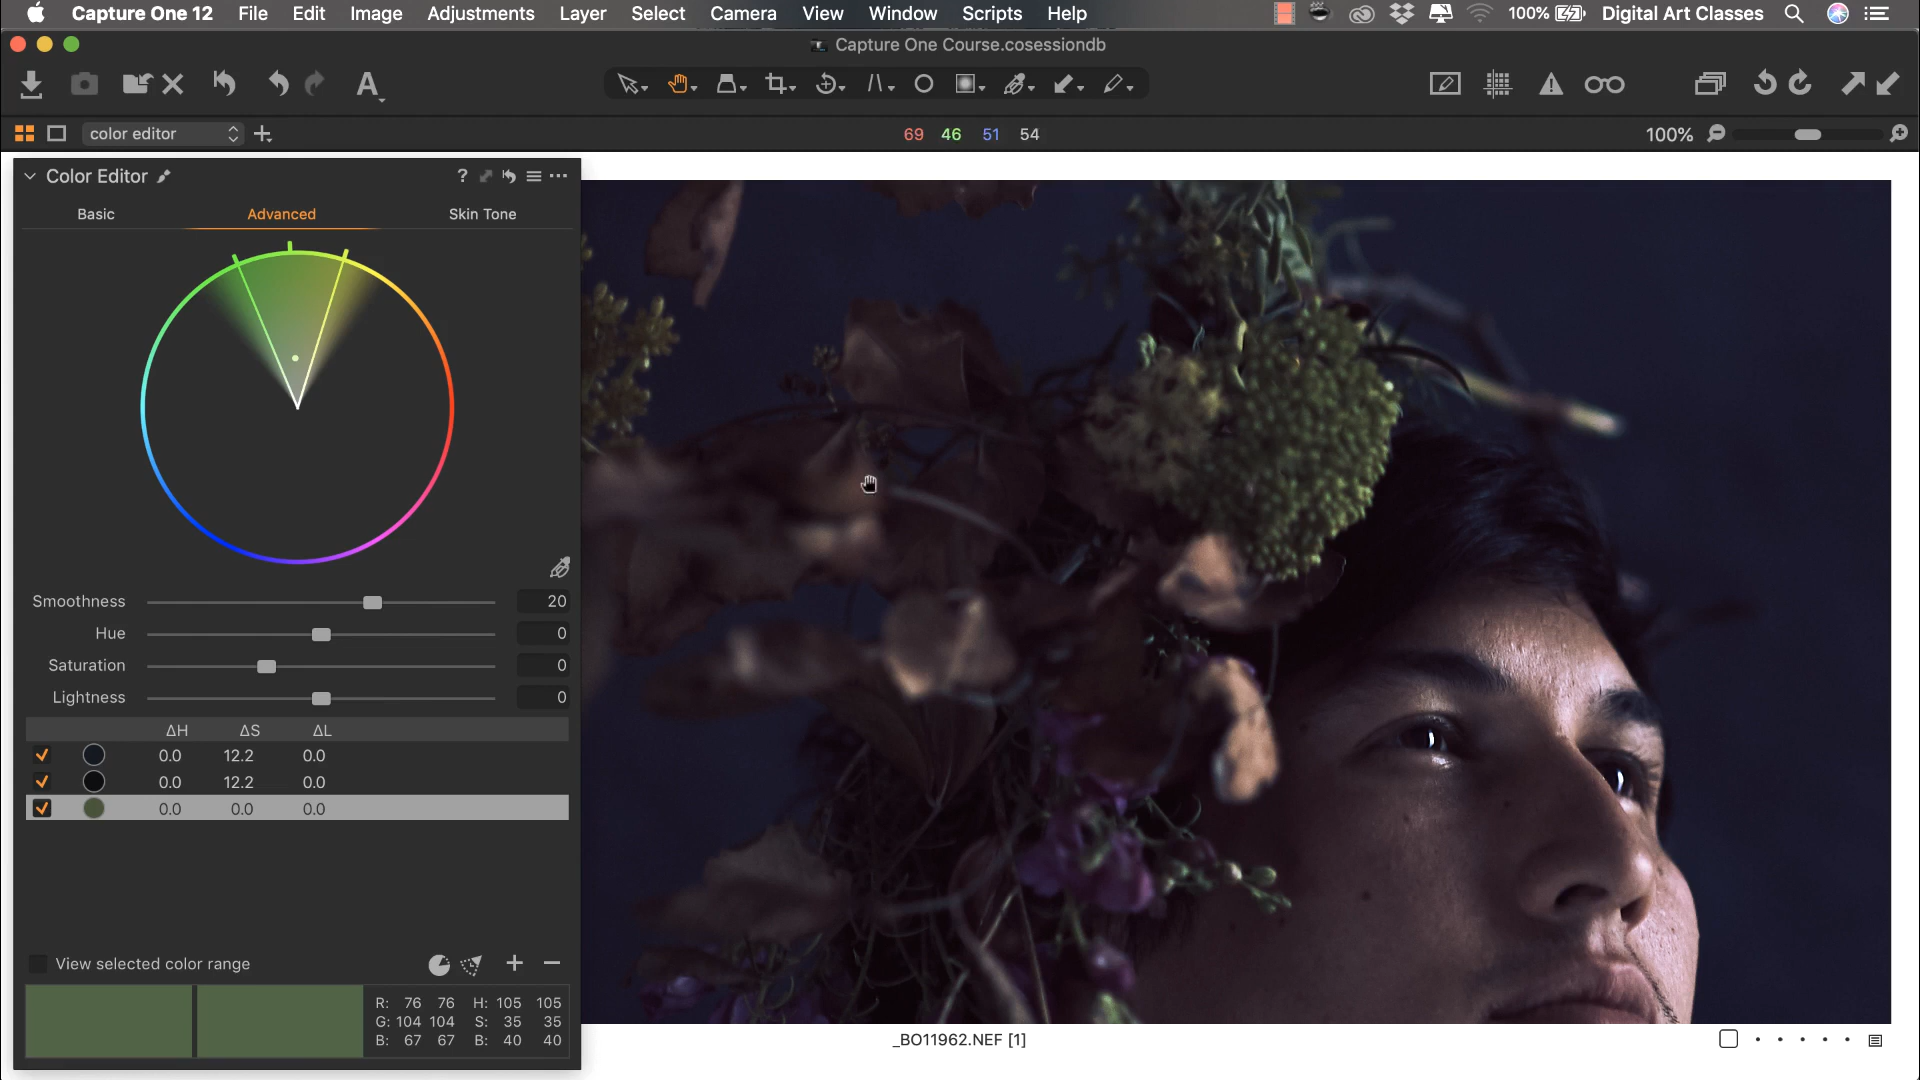 Capture One 12 File Edit Image Adjustments Layer Select Camera View Window Scripts Help 100% Digital Art Classes
Capture One Course.cosessiondb
A
color editor 69 46 51 54 100%
Color Editor ?
Basic Advanced Skin Tone
Smoothness 20
Hue 0
Saturation 0
Lightness 0
ΔH ΔS ΔL
0.0 12.2 0.0
0.0 12.2 0.0
0.0 0.0 0.0
View selected color range
R: 76 76 H: 105 105
G: 104 104 S: 35 35
B: 67 67 B: 40 40
_BO11962.NEF [1]